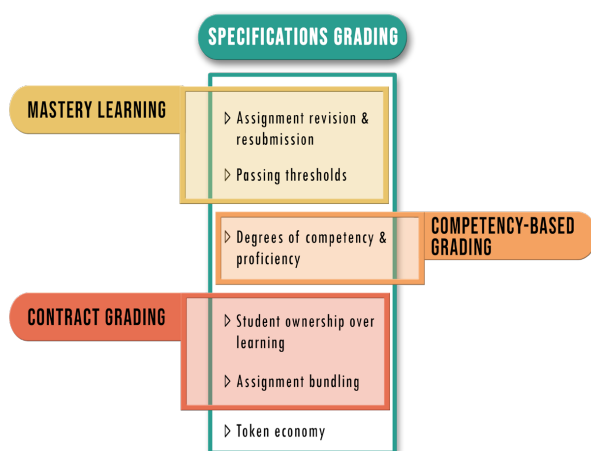 SPECIFICATIONS GRADING
MASTERY LEARNING
▷ Assignment revision &
resubmission
▷ Passing thresholds
▷ Degrees of competency &
proficiency
COMPETENCY-BASED
GRADING
CONTRACT GRADING
▷ Student ownership over
learning
▷ Assignment bundling
▷ Token economy